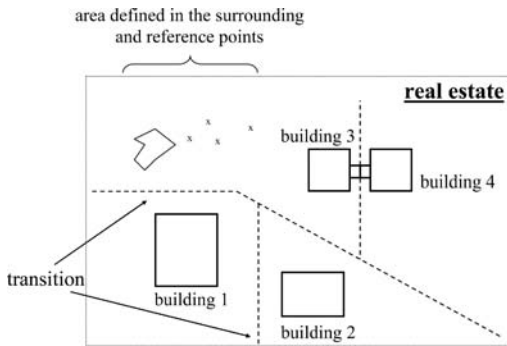 area defined in the surrounding
and reference points
real estate
x
x
x
x
building 3
building 4
transition
building 1
building 2